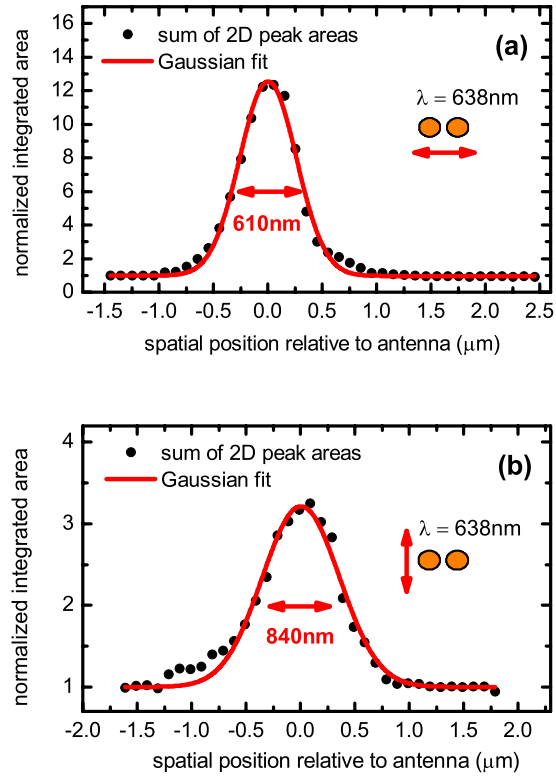 16
14
12
10
8
6
4
2
0
normalized integrated area
sum of 2D peak areas
Gaussian fit
(a)
λ = 638nm
610nm
-1.5 -1.0 -0.5 0.0 0.5 1.0 1.5 2.0 2.5
spatial position relative to antenna (μm)
4
3
2
1
normalized integrated area
sum of 2D peak areas
Gaussian fit
(b)
λ = 638nm
840nm
-2.0 -1.5 -1.0 -0.5 0.0 0.5 1.0 1.5 2.0
spatial position relative to antenna (μm)